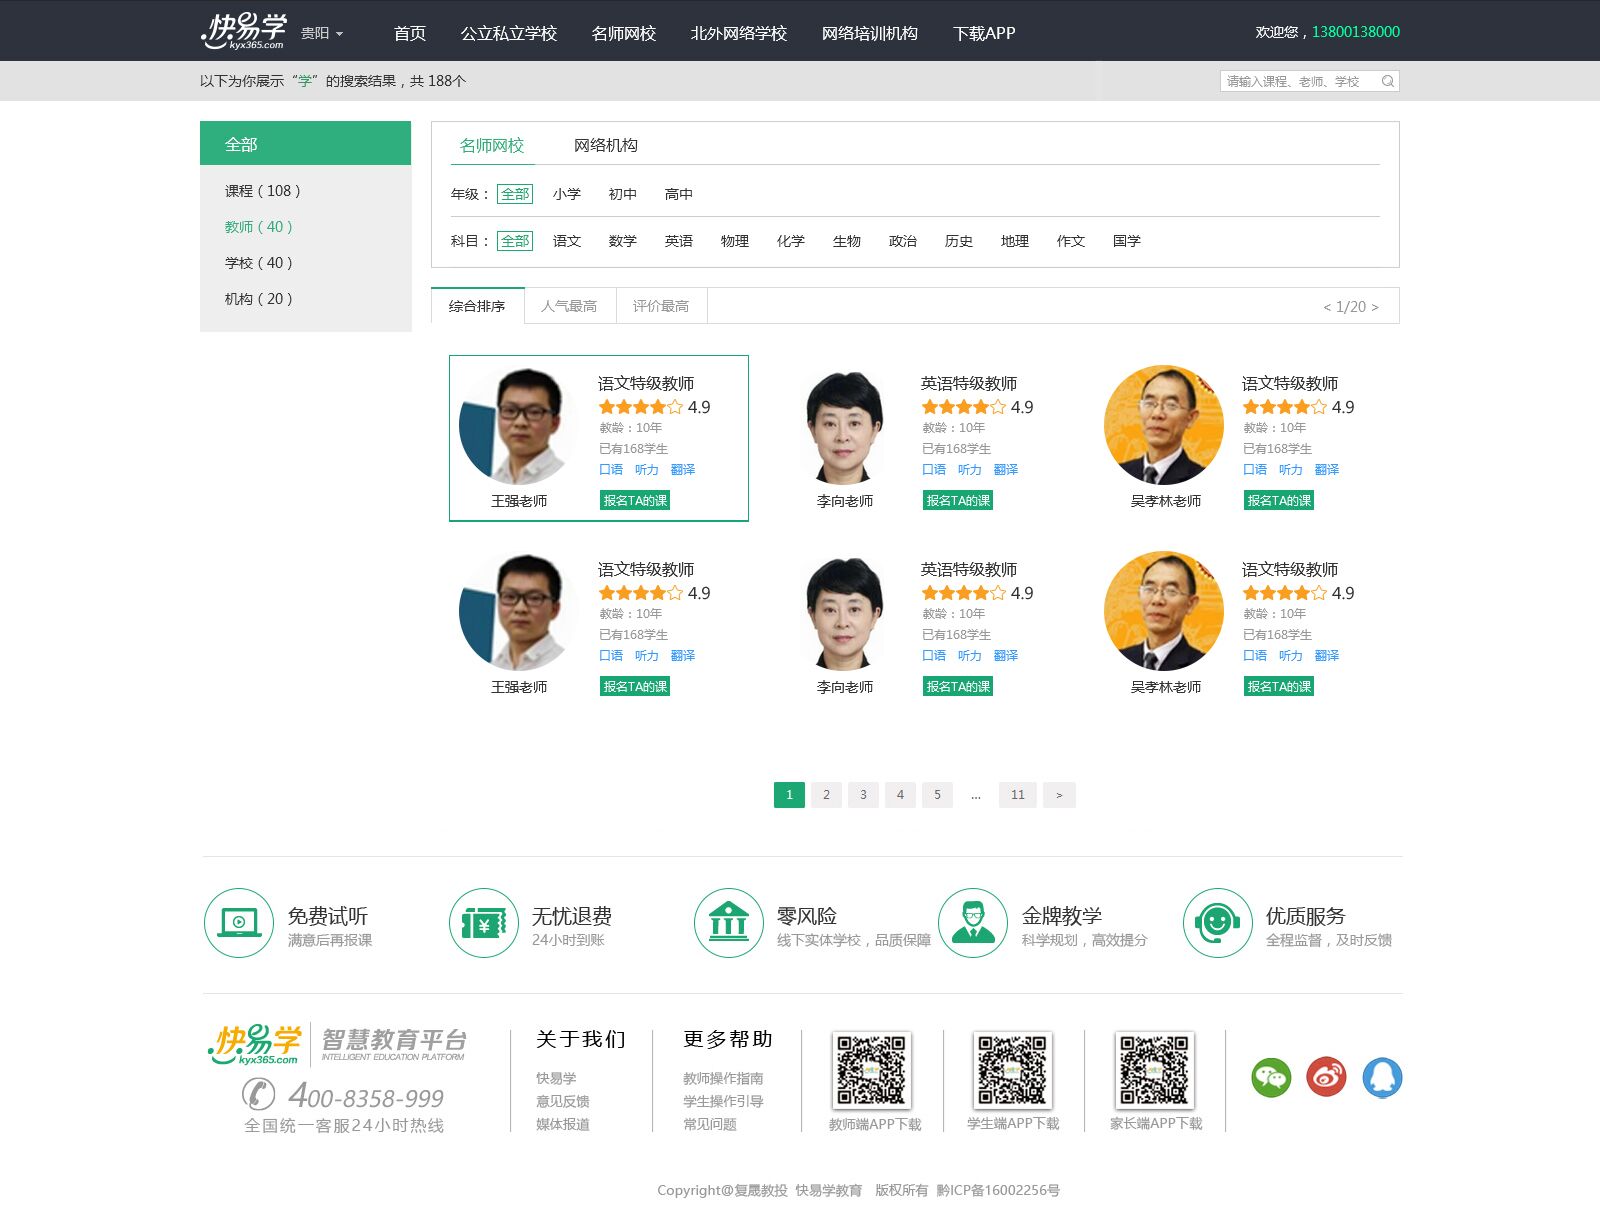 快易学
kyx365.com
贵阳
首页 公立私立学校 名师网校 北外网络学校 网络培训机构 下载APP
欢迎您，13800138000
以下为你展示“学”的搜索结果，共 188个
请输入课程、老师、学校
全部
课程（108）
教师（40）
学校（40）
机构（20）
名师网校 网络机构
年级： 全部 小学 初中 高中
科目： 全部 语文 数学 英语 物理 化学 生物 政治 历史 地理 作文 国学
综合排序 人气最高 评价最高 < 1/20 >
语文特级教师
4.9
教龄：10年
已有168学生
口语 听力 翻译
王强老师 报名TA的课
英语特级教师
4.9
教龄：10年
已有168学生
口语 听力 翻译
李向老师 报名TA的课
语文特级教师
4.9
教龄：10年
已有168学生
口语 听力 翻译
吴孝林老师 报名TA的课
语文特级教师
4.9
教龄：10年
已有168学生
口语 听力 翻译
王强老师 报名TA的课
英语特级教师
4.9
教龄：10年
已有168学生
口语 听力 翻译
李向老师 报名TA的课
语文特级教师
4.9
教龄：10年
已有168学生
口语 听力 翻译
吴孝林老师 报名TA的课
1 2 3 4 5 ... 11 >
免费试听
满意后再报课
¥
无忧退费
24小时到账
零风险
线下实体学校，品质保障
金牌教学
科学规划，高效提分
优质服务
全程监督，及时反馈
快易学
kyx365.com
智慧教育平台
INTELLIGENT EDUCATION PLATFORM
400-8358-999
全国统一客服24小时热线
关于我们
快易学
意见反馈
媒体报道
更多帮助
教师操作指南
学生操作引导
常见问题
教师端APP下载
学生端APP下载
家长端APP下载
Copyright@复晟教投 快易学教育 版权所有 黔ICP备16002256号